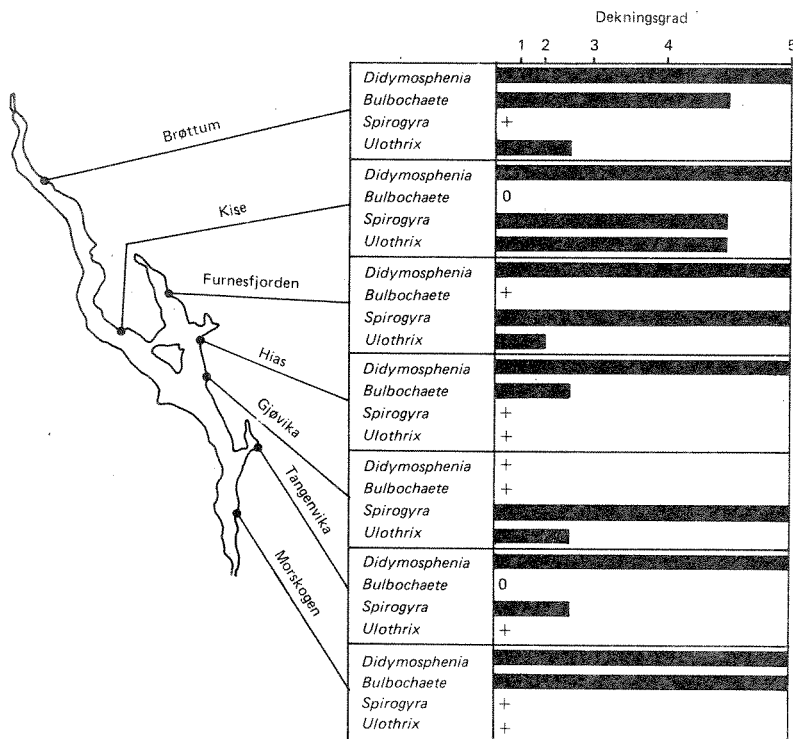 Dekningsgrad
1 2 3 4 5
Brøttum
Didymosphenia
Bulbochaete
Spirogyra +
Ulothrix
Kise
Didymosphenia
Bulbochaete 0
Spirogyra
Ulothrix
Furnesfjorden
Didymosphenia
Bulbochaete +
Spirogyra
Ulothrix
Hias
Didymosphenia
Bulbochaete
Spirogyra +
Ulothrix +
Gjøvika
Didymosphenia +
Bulbochaete +
Spirogyra
Ulothrix
Tangenvika
Didymosphenia
Bulbochaete 0
Spirogyra
Ulothrix +
Morskogen
Didymosphenia
Bulbochaete
Spirogyra +
Ulothrix +